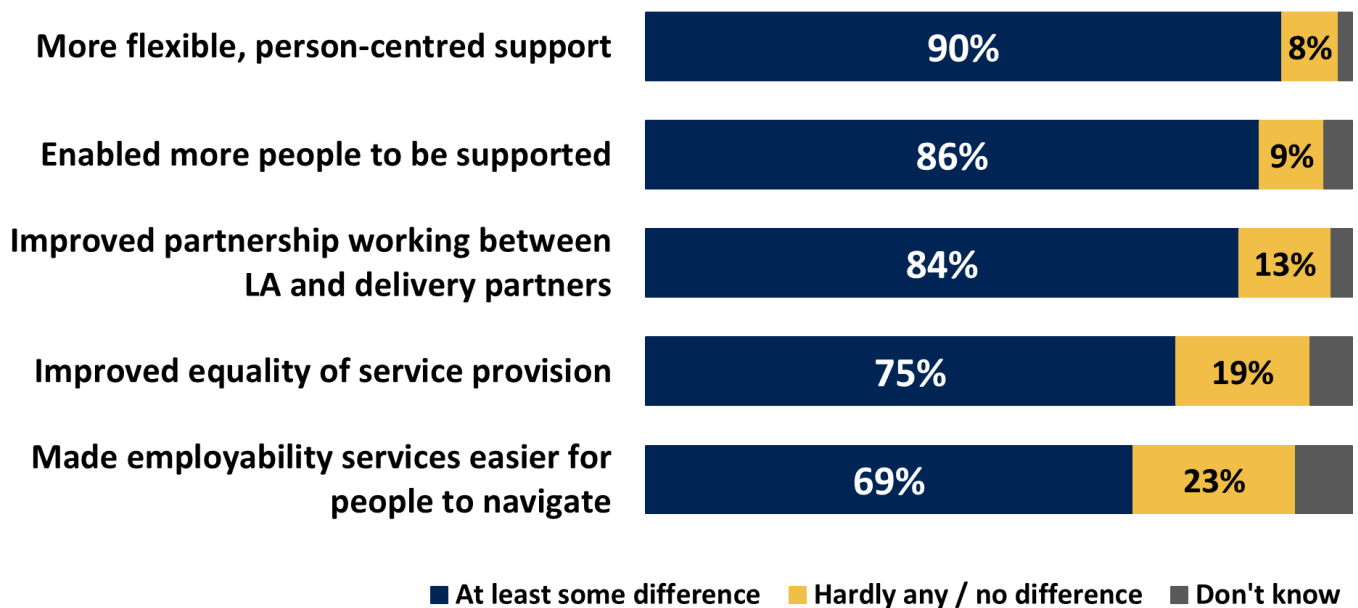 More flexible, person-centred support
90%
8%
Enabled more people to be supported
86%
9%
Improved partnership working between
LA and delivery partners
84%
13%
Improved equality of service provision
75%
19%
Made employability services easier for
people to navigate
69%
23%
At least some difference
Hardly any / no difference
Don't know